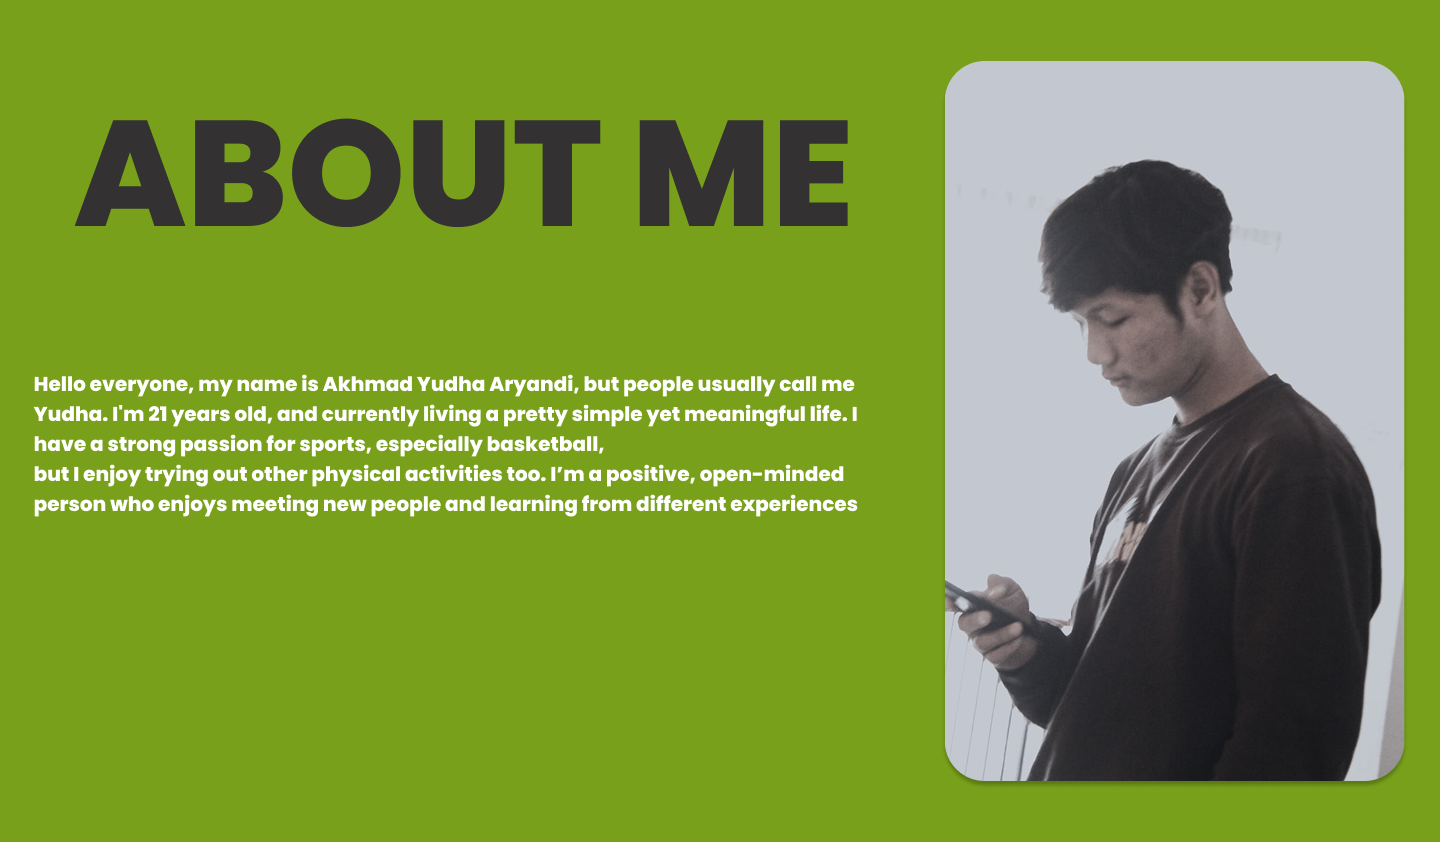 ABOUT ME
Hello everyone, my name is Akhmad Yudha Aryandi, but people usually call me
Yudha. I'm 21 years old, and currently living a pretty simple yet meaningful life. I
have a strong passion for sports, especially basketball,
but I enjoy trying out other physical activities too. I’m a positive, open-minded
person who enjoys meeting new people and learning from different experiences